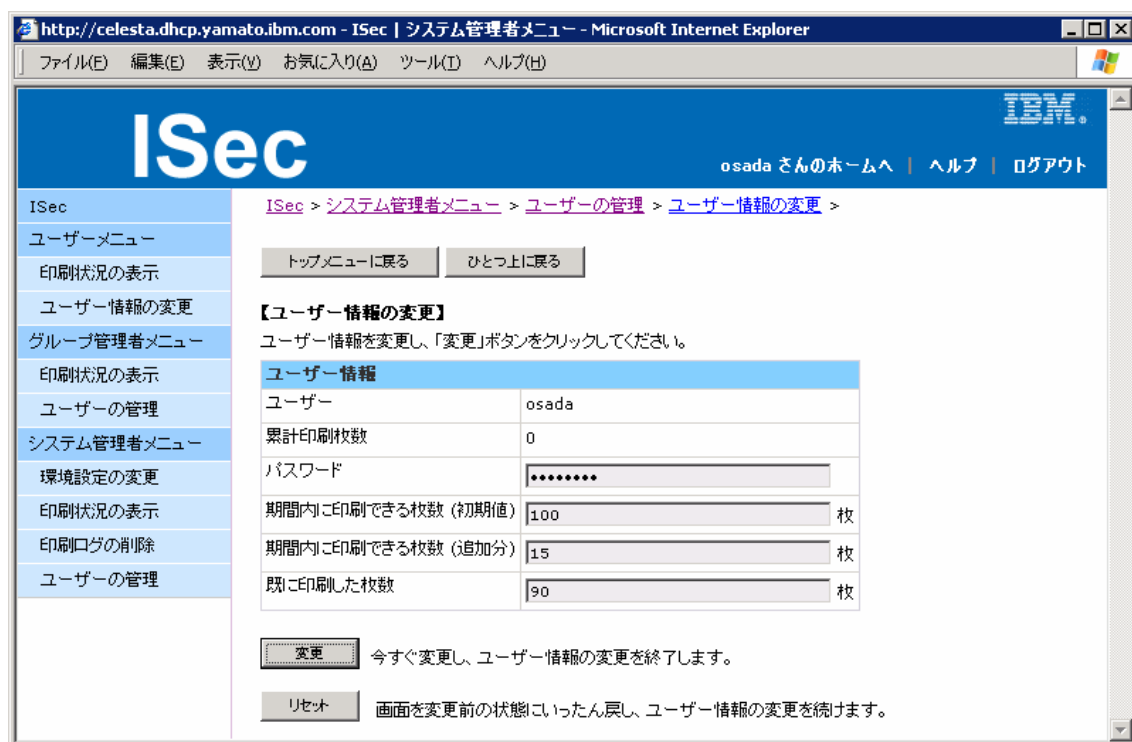 http://celesta.dhcp.yamato.ibm.com - ISec | システム管理者メニュー - Microsoft Internet Explorer
ファイル(F) 編集(E) 表示(V) お気に入り(A) ツール(T) ヘルプ(H)
IBM®
ISec
osada さんのホームへ | ヘルプ | ログアウト
ISec
ユーザーメニュー
印刷状況の表示
ユーザー情報の変更
グループ管理者メニュー
印刷状況の表示
ユーザーの管理
システム管理者メニュー
環境設定の変更
印刷状況の表示
印刷ログの削除
ユーザーの管理
ISec > システム管理者メニュー > ユーザーの管理 > ユーザー情報の変更 >
トップメニューに戻る ひとつ上に戻る
【ユーザー情報の変更】
ユーザー情報を変更し、「変更」ボタンをクリックしてください。
ユーザー情報
ユーザー osada
累計印刷枚数 0
パスワード ••••••••
期間内に印刷できる枚数 (初期値) 100 枚
期間内に印刷できる枚数 (追加分) 15 枚
既に印刷した枚数 90 枚
変更 今すぐ変更し、ユーザー情報の変更を終了します。
リセット 画面を変更前の状態にいったん戻し、ユーザー情報の変更を続けます。